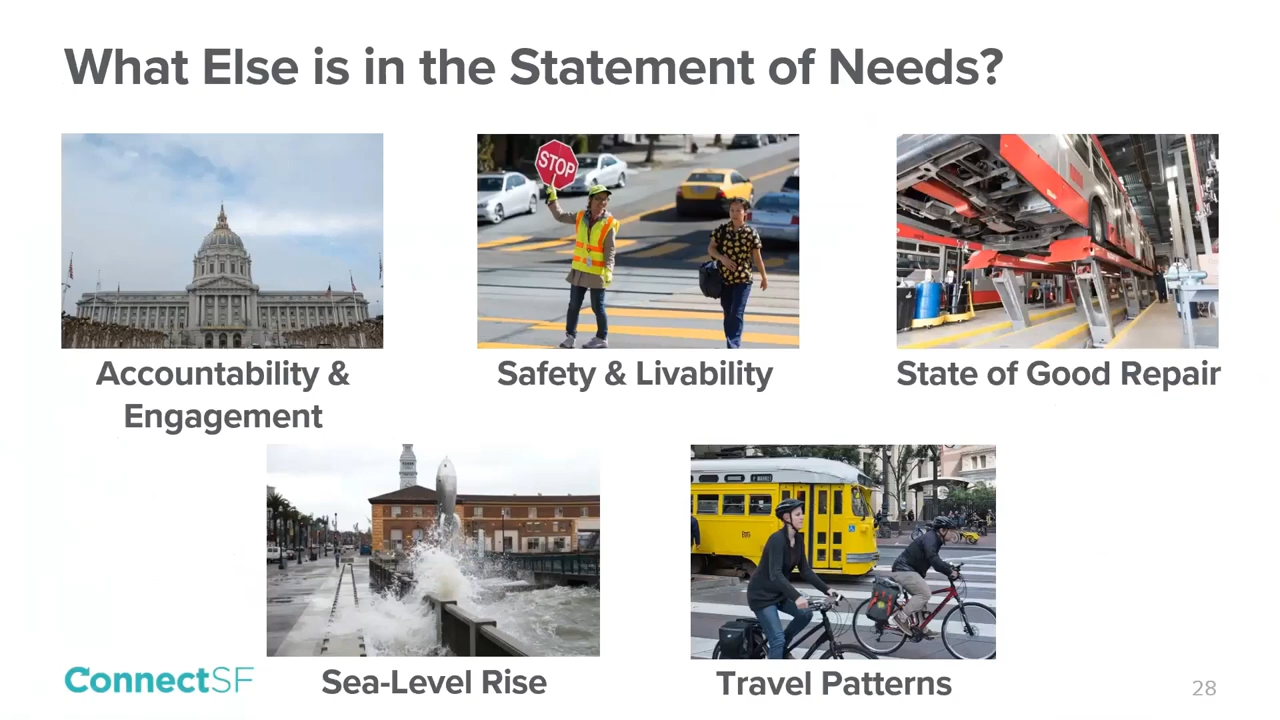 What Else is in the Statement of Needs?
STOP
Accountability &
Engagement
Safety & Livability
State of Good Repair
Sea-Level Rise
Travel Patterns
ConnectSF
28